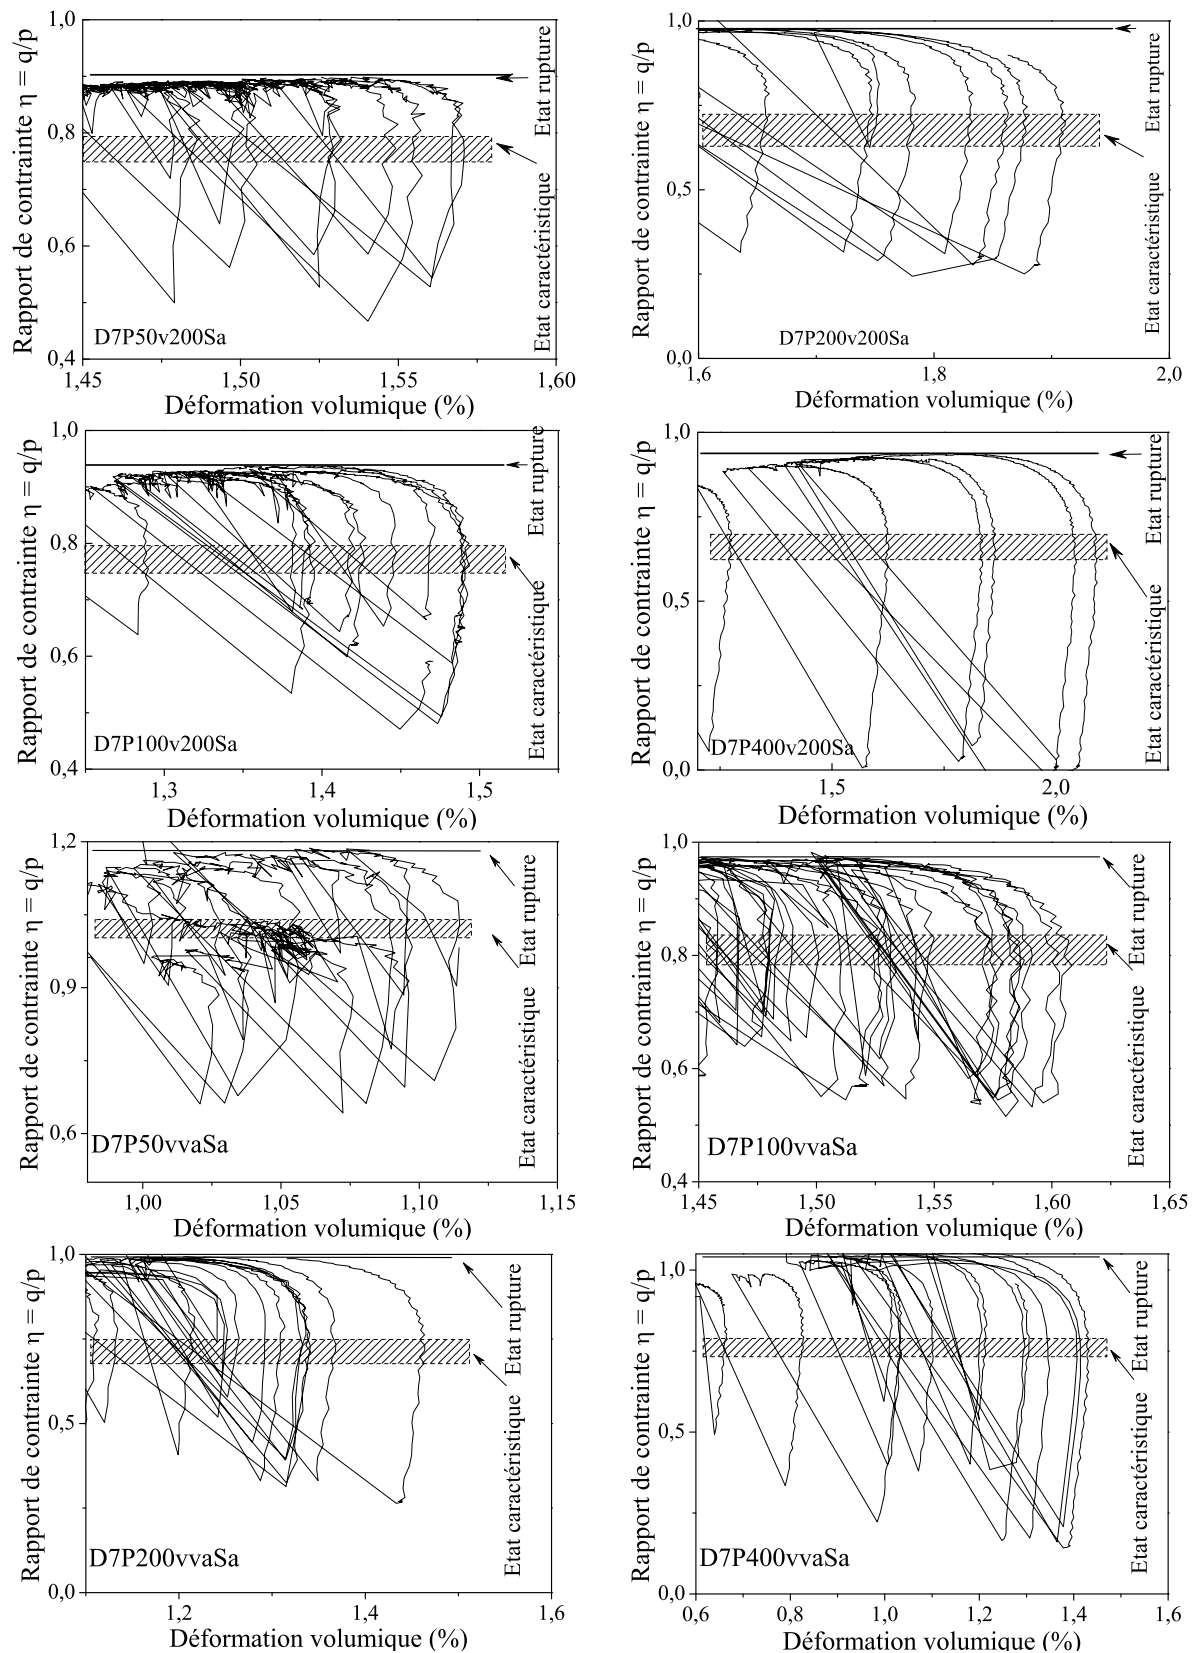 1,0
0,8
0,6
0,4
Rapport de contrainte η = q/p
Etat rupture
Etat caractéristique
D7P50v200Sa
1,45
1,50
1,55
1,60
Déformation volumique (%)
1,0
0,5
0,0
Rapport de contrainte η = q/p
Etat rupture
Etat caractéristique
D7P200v200Sa
1,6
1,8
2,0
Déformation volumique (%)
1,0
0,8
0,6
0,4
Rapport de contrainte η = q/p
Etat rupture
Etat caractéristique
D7P100v200Sa
1,3
1,4
1,5
Déformation volumique (%)
1,0
0,5
0,0
Rapport de contrainte η = q/p
Etat rupture
Etat caractéristique
D7P400v200Sa
1,5
2,0
Déformation volumique (%)
1,2
0,9
0,6
Rapport de contrainte η = q/p
Etat rupture
Etat caractéristique
D7P50vvaSa
1,00
1,05
1,10
1,15
Déformation volumique (%)
1,0
0,8
0,6
0,4
Rapport de contrainte η = q/p
Etat rupture
Etat caractéristique
D7P100vvaSa
1,45
1,50
1,55
1,60
1,65
Déformation volumique (%)
1,0
0,5
0,0
Rapport de contrainte η = q/p
Etat rupture
Etat caractéristique
D7P200vvaSa
1,2
1,4
1,6
Déformation volumique (%)
1,0
0,5
0,0
Rapport de contrainte η = q/p
Etat rupture
Etat caractéristique
D7P400vvaSa
0,6
0,8
1,0
1,2
1,4
1,6
Déformation volumique (%)